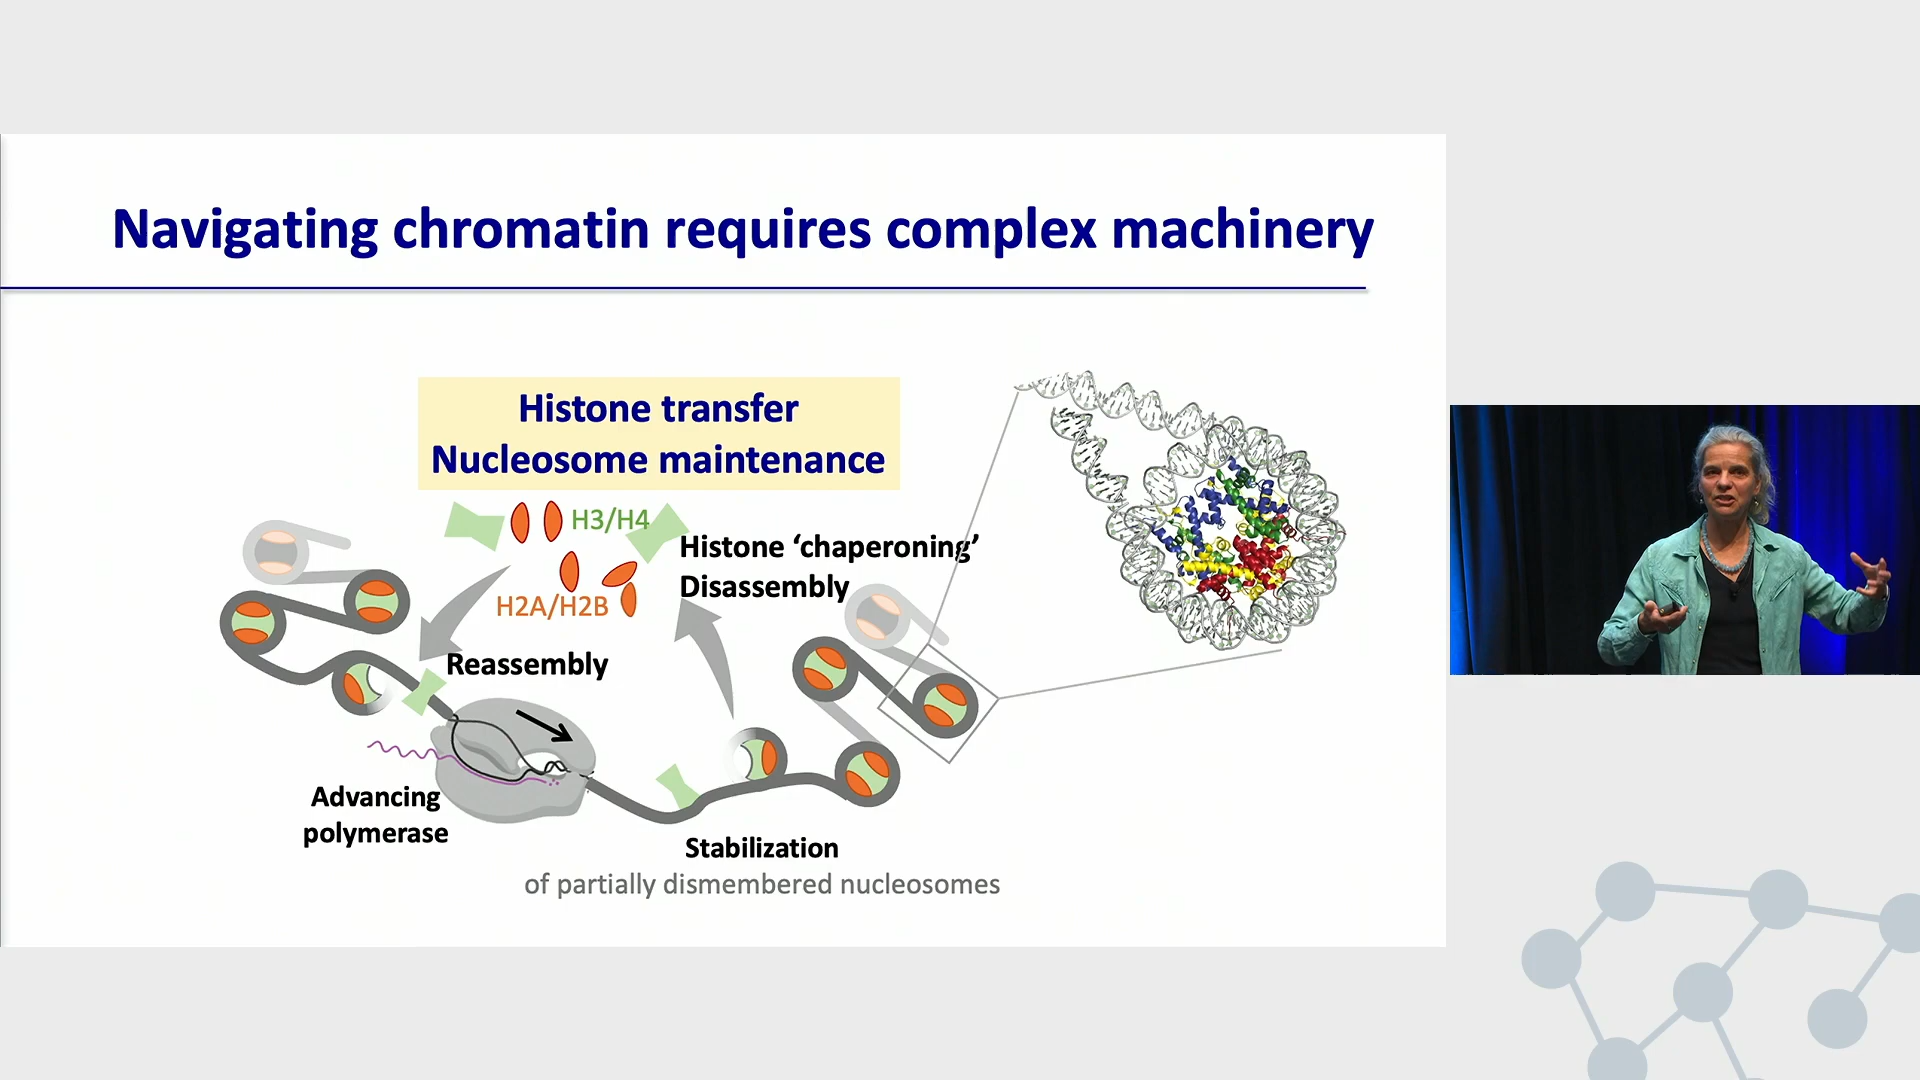 Navigating chromatin requires complex machinery
Histone transfer
Nucleosome maintenance
H3/H4
Histone ‘chaperoning’
Disassembly
H2A/H2B
Reassembly
Advancing
polymerase
Stabilization
of partially dismembered nucleosomes